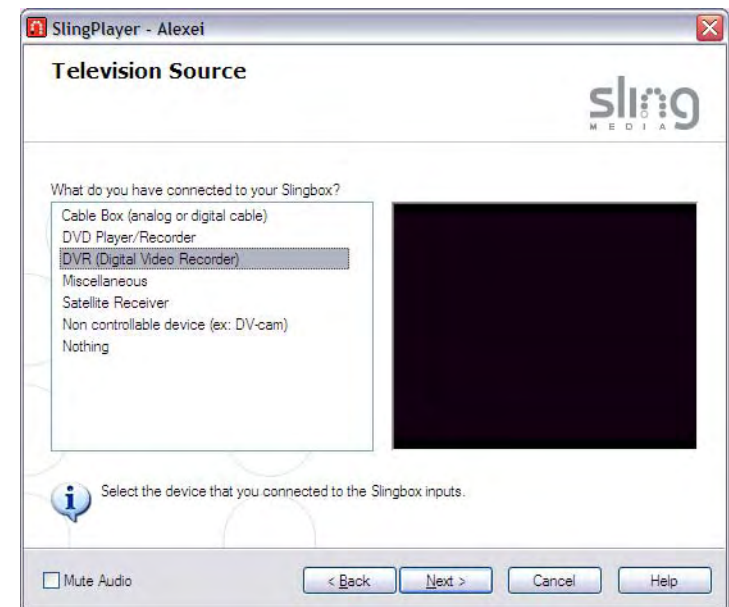 SlingPlayer - Alexei
Television Source
sling
MEDIA
What do you have connected to your Slingbox?
Cable Box (analog or digital cable)
DVD Player/Recorder
DVR (Digital Video Recorder)
Miscellaneous
Satellite Receiver
Non controllable device (ex: DV-cam)
Nothing
Select the device that you connected to the Slingbox inputs.
Mute Audio < Back Next > Cancel Help